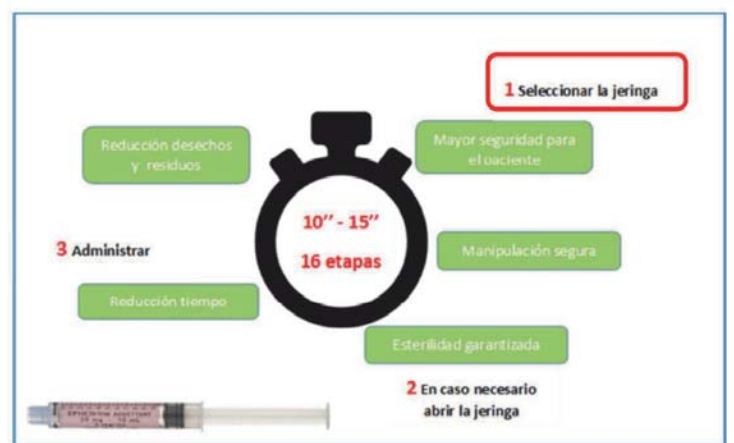 1 Seleccionar la jeringa
Reducción desechos
y residuos
Mayor seguridad para
el paciente
10’’ - 15’’
16 etapas
3 Administrar
Manipulación segura
Reducción tiempo
Esterilidad garantizada
2 En caso necesario
abrir la jeringa